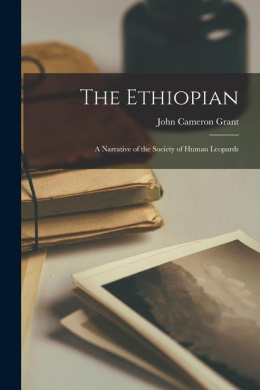 The Ethiopian
John Cameron Grant
A Narrative of the Society of Human Leopards